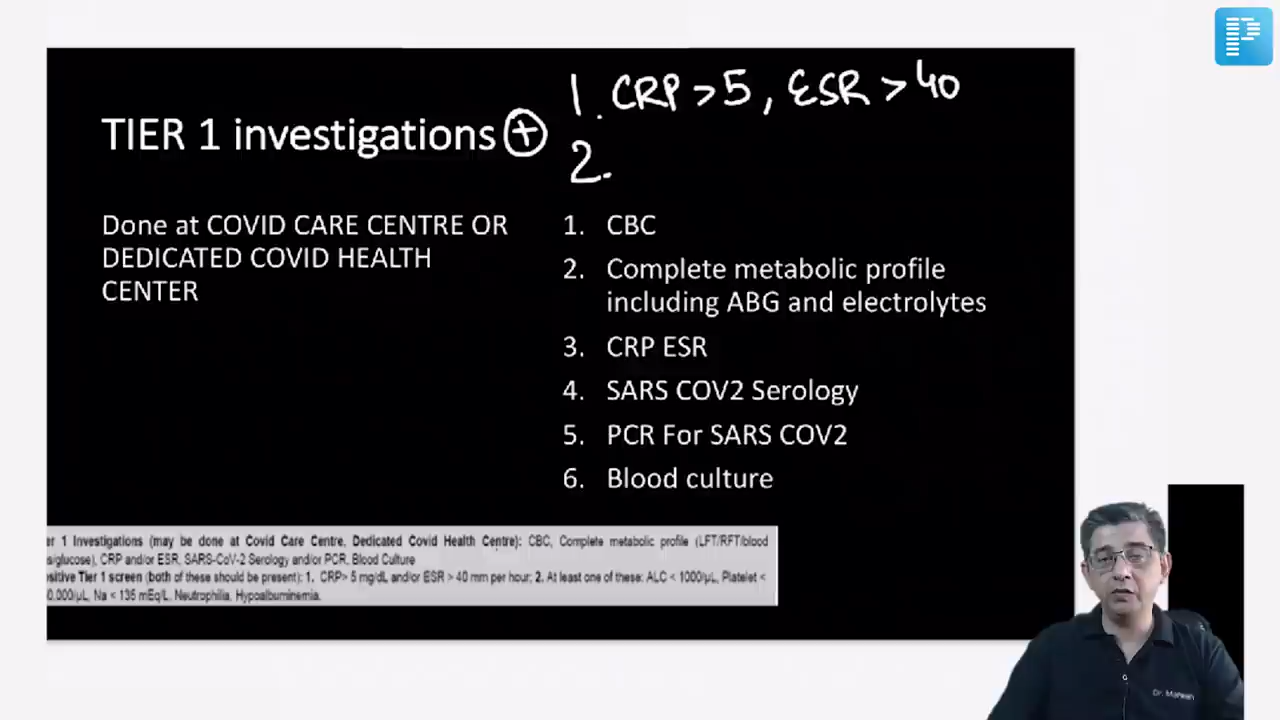 1. CRP > 5, ESR > 40
TIER 1 investigations +
2.
Done at COVID CARE CENTRE OR
DEDICATED COVID HEALTH
CENTER
1. CBC
2. Complete metabolic profile
including ABG and electrolytes
3. CRP ESR
4. SARS COV2 Serology
5. PCR For SARS COV2
6. Blood culture
er 1 Investigations (may be done at Covid Care Centre, Dedicated Covid Health Centre): CBC, Complete metabolic profile (LFT/RFT/blood
s/glucose), CRP and/or ESR, SARS-CoV-2 Serology and/or PCR, Blood Culture
sitive Tier 1 screen (both of these should be present): 1. CRP> 5 mg/dL and/or ESR > 40 mm per hour; 2. At least one of these: ALC < 1000/µL, Platelet <
0,000/µL, Na < 135 mEq/L, Neutrophilia, Hypoalbuminemia.
P
Dr. Marwah